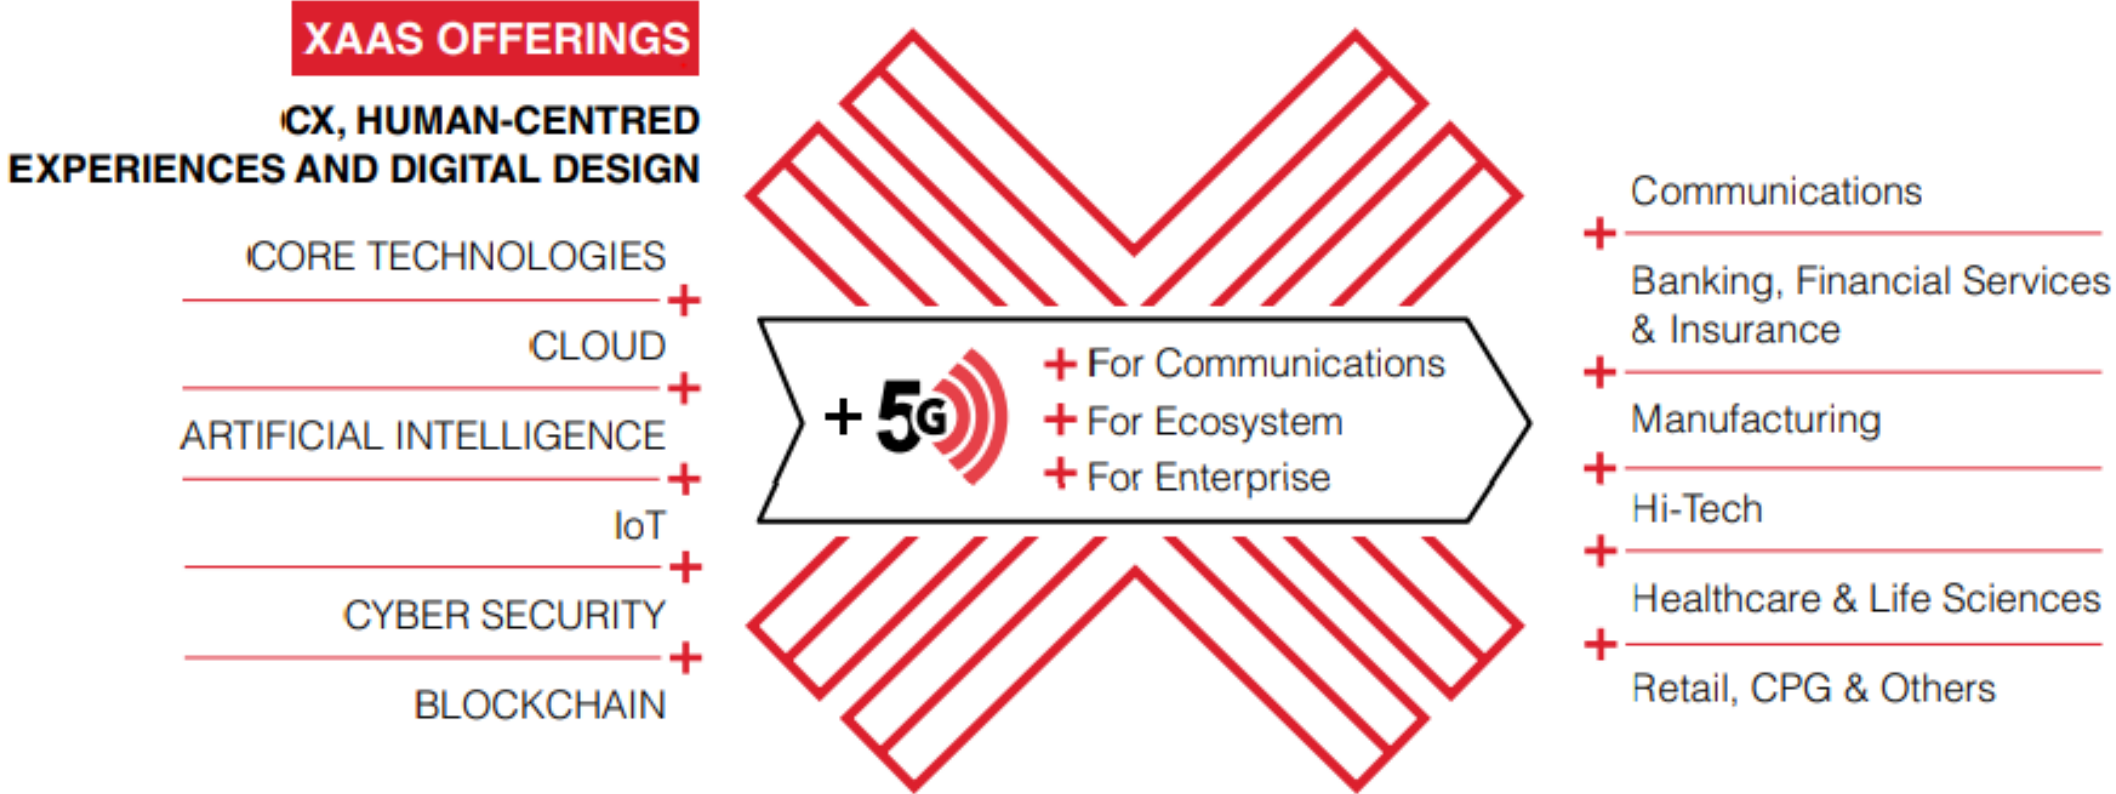 XAAS OFFERINGS
CX, HUMAN-CENTRED
EXPERIENCES AND DIGITAL DESIGN
CORE TECHNOLOGIES
+
CLOUD
+
ARTIFICIAL INTELLIGENCE
+
IoT
+
CYBER SECURITY
+
BLOCKCHAIN
+ 5G
+ For Communications
+ For Ecosystem
+ For Enterprise
Communications
+
Banking, Financial Services
& Insurance
+
Manufacturing
+
Hi-Tech
+
Healthcare & Life Sciences
+
Retail, CPG & Others